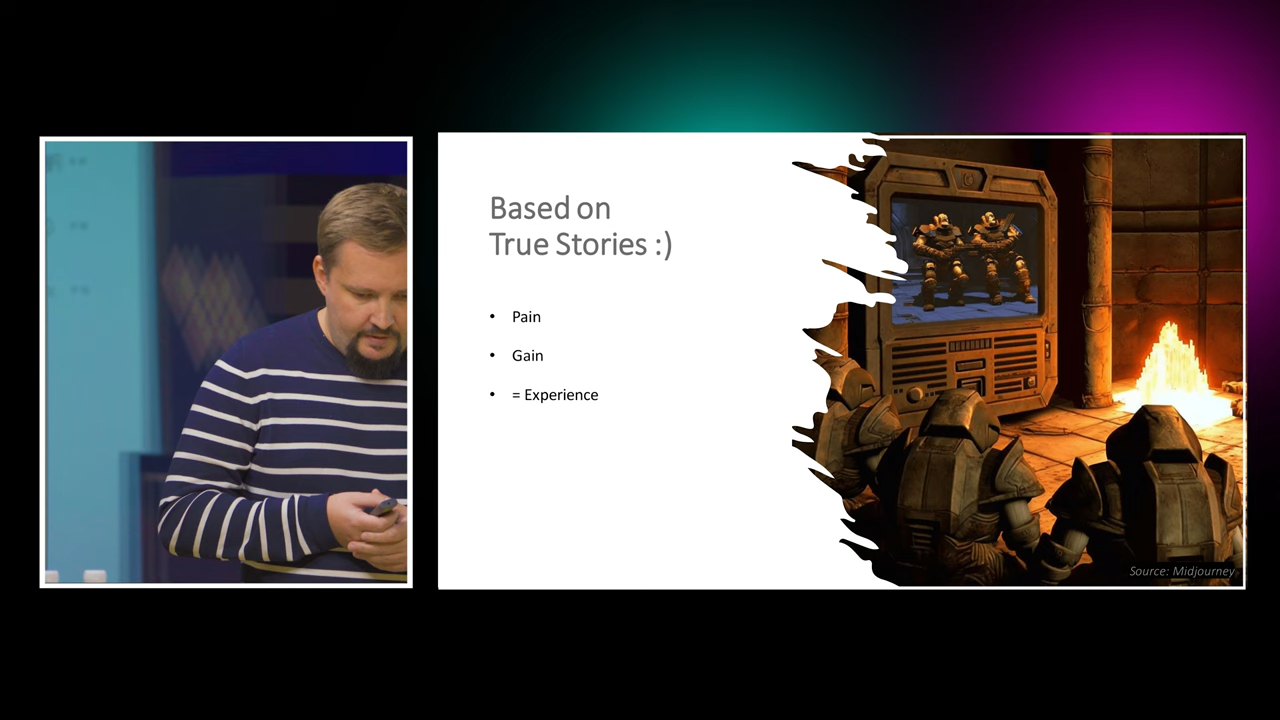 Based on
True Stories :)
• Pain
• Gain
• = Experience
Source: Midjourney